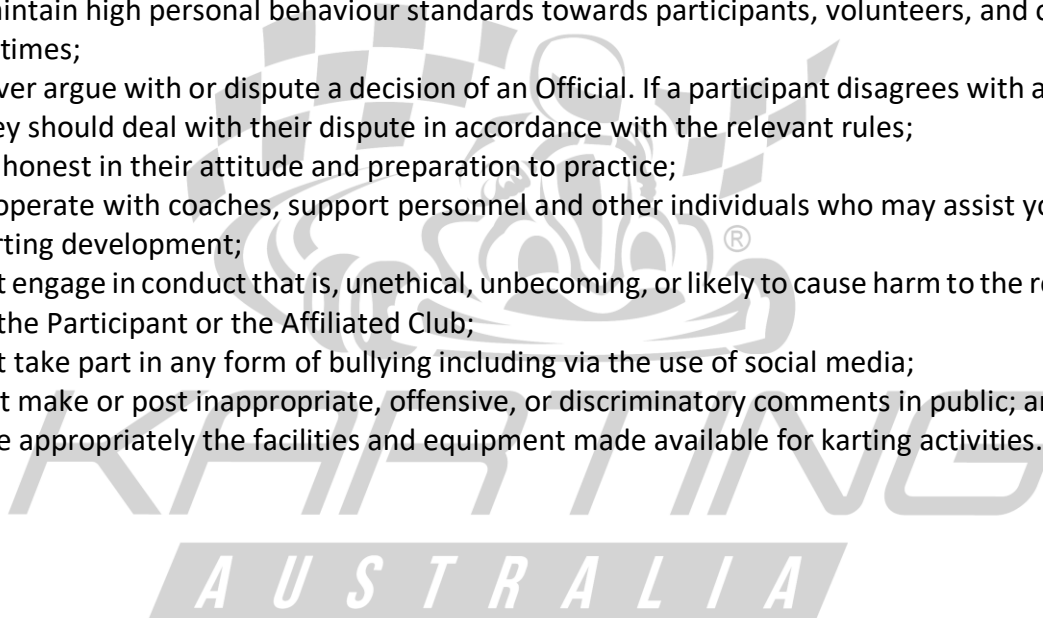 aintain high personal behaviour standards towards participants, volunteers, and o
times;
ver argue with or dispute a decision of an Official. If a participant disagrees with a
ey should deal with their dispute in accordance with the relevant rules;
honest in their attitude and preparation to practice;
operate with coaches, support personnel and other individuals who may assist yo
rting development;
t engage in conduct that is, unethical, unbecoming, or likely to cause harm to the re
the Participant or the Affiliated Club;
t take part in any form of bullying including via the use of social media;
t make or post inappropriate, offensive, or discriminatory comments in public; an
e appropriately the facilities and equipment made available for karting activities.
®
KARTING
AUSTRALIA